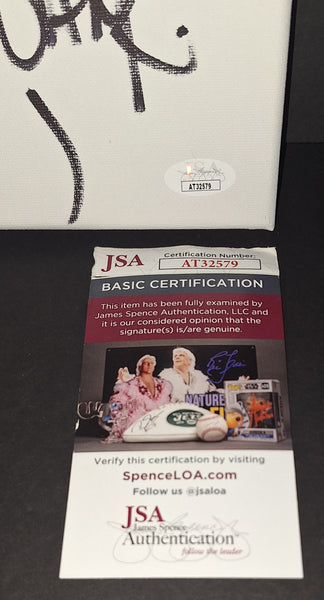 AT32579
JSA
Certification Number:
AT32579
BASIC CERTIFICATION
This item has been fully examined by
James Spence Authentication, LLC and
it is our considered opinion that the
signature(s) is/are genuine.
NATURE
Verify this certification by visiting
SpenceLOA.com
Follow us @jsaloa
JSA
James Spence
Authentication
follow the leader